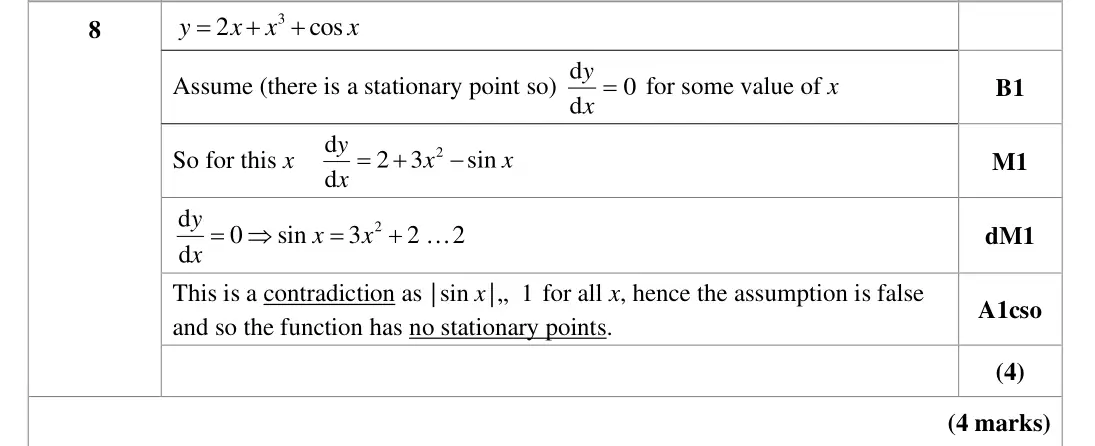 8 y = 2x + x³ + cos x
Assume (there is a stationary point so) dy/dx = 0 for some value of x B1
So for this x dy/dx = 2 + 3x² − sin x M1
dy/dx = 0 ⇒ sin x = 3x² + 2 …2 dM1
This is a contradiction as |sin x|„ 1 for all x, hence the assumption is false
and so the function has no stationary points. A1cso
(4)
(4 marks)